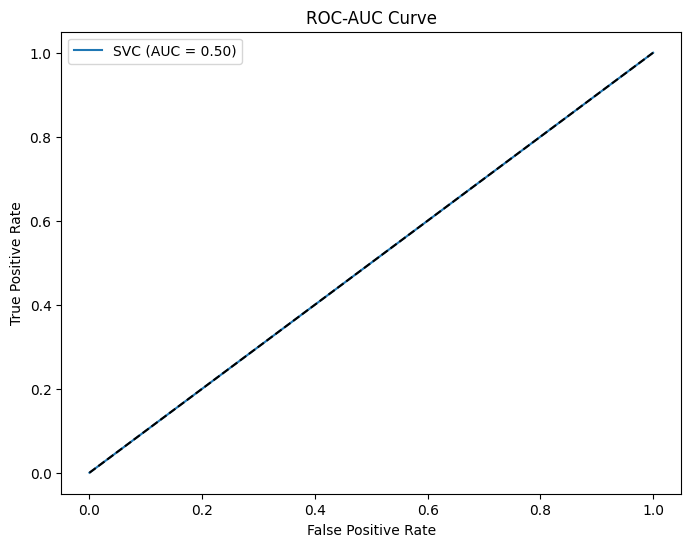 ROC-AUC Curve
SVC (AUC = 0.50)
1.0
0.8
0.6
0.4
0.2
0.0
True Positive Rate
0.0 0.2 0.4 0.6 0.8 1.0
False Positive Rate